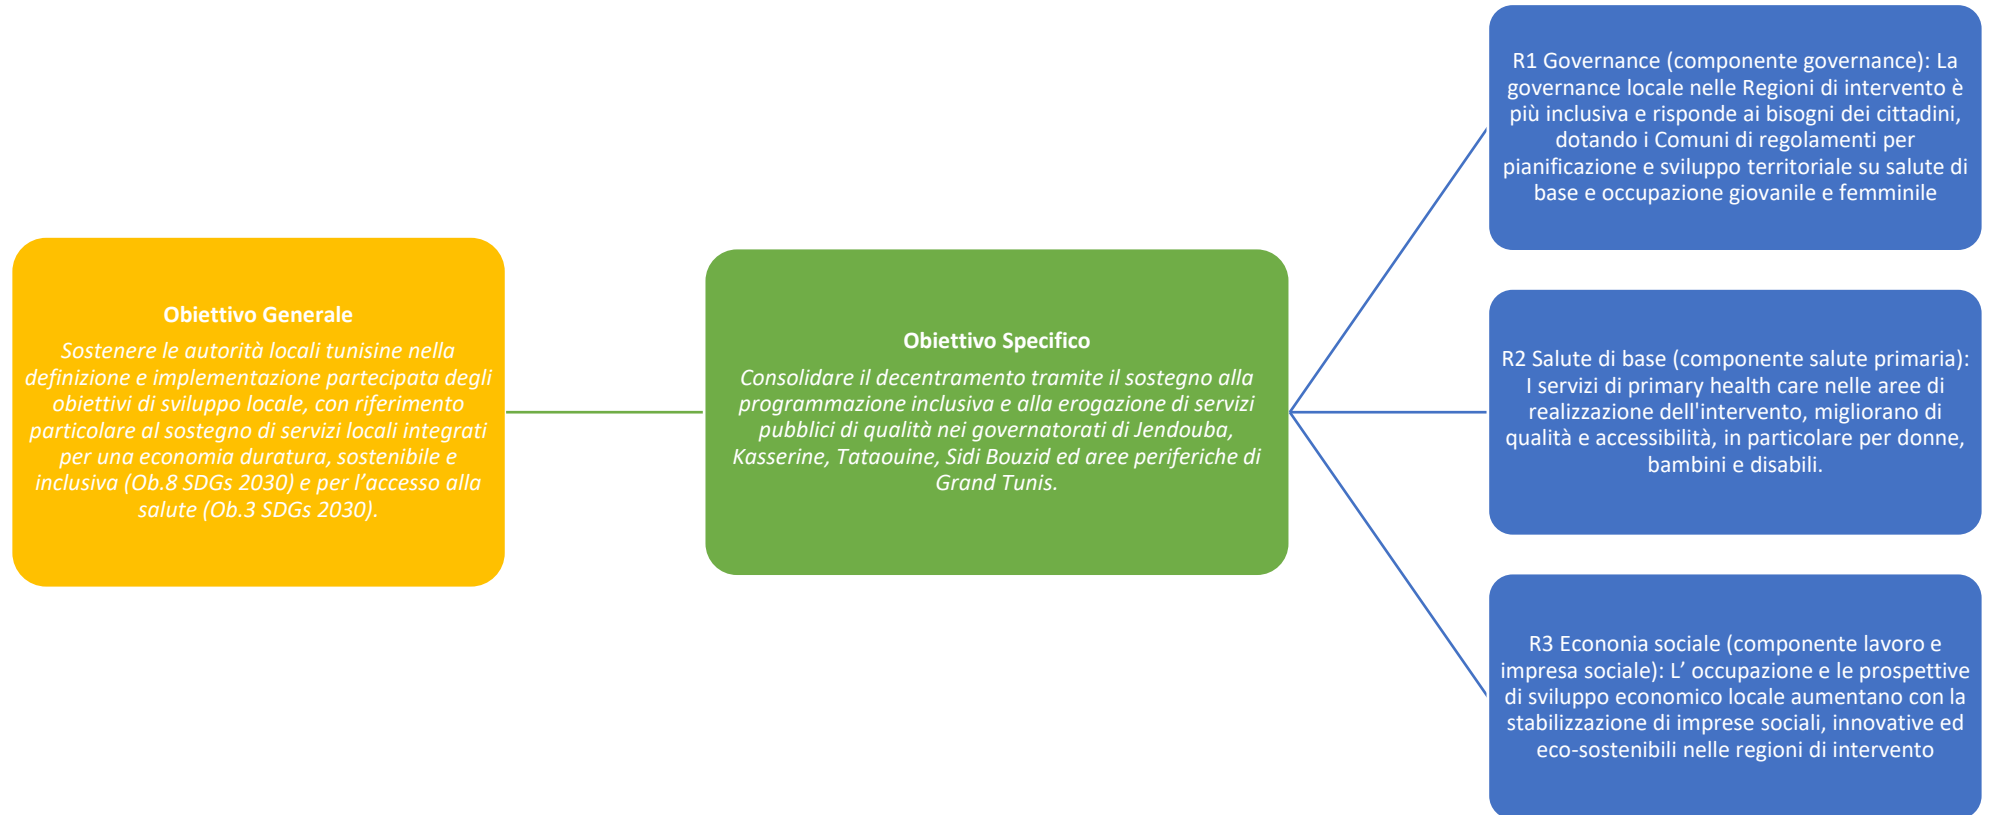 Obiettivo Generale
Sostenere le autorità locali tunisine nella
definizione e implementazione partecipata degli
obiettivi di sviluppo locale, con riferimento
particolare al sostegno di servizi locali integrati
per una economia duratura, sostenibile e
inclusiva (Ob.8 SDGs 2030) e per l’accesso alla
salute (Ob.3 SDGs 2030).
Obiettivo Specifico
Consolidare il decentramento tramite il sostegno alla
programmazione inclusiva e alla erogazione di servizi
pubblici di qualità nei governatorati di Jendouba,
Kasserine, Tataouine, Sidi Bouzid ed aree periferiche di
Grand Tunis.
R1 Governance (componente governance): La
governance locale nelle Regioni di intervento è
più inclusiva e risponde ai bisogni dei cittadini,
dotando i Comuni di regolamenti per
pianificazione e sviluppo territoriale su salute di
base e occupazione giovanile e femminile
R2 Salute di base (componente salute primaria):
I servizi di primary health care nelle aree di
realizzazione dell'intervento, migliorano di
qualità e accessibilità, in particolare per donne,
bambini e disabili.
R3 Econonia sociale (componente lavoro e
impresa sociale): L’ occupazione e le prospettive
di sviluppo economico locale aumentano con la
stabilizzazione di imprese sociali, innovative ed
eco-sostenibili nelle regioni di intervento